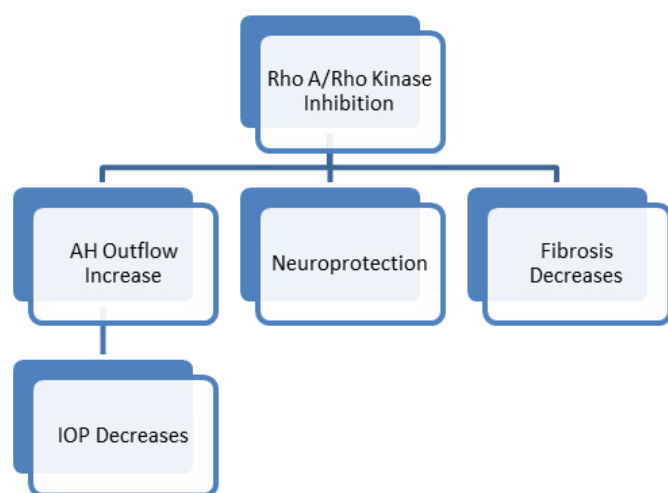 Rho A/Rho Kinase
Inhibition
AH Outflow
Increase
Neuroprotection
Fibrosis
Decreases
IOP Decreases